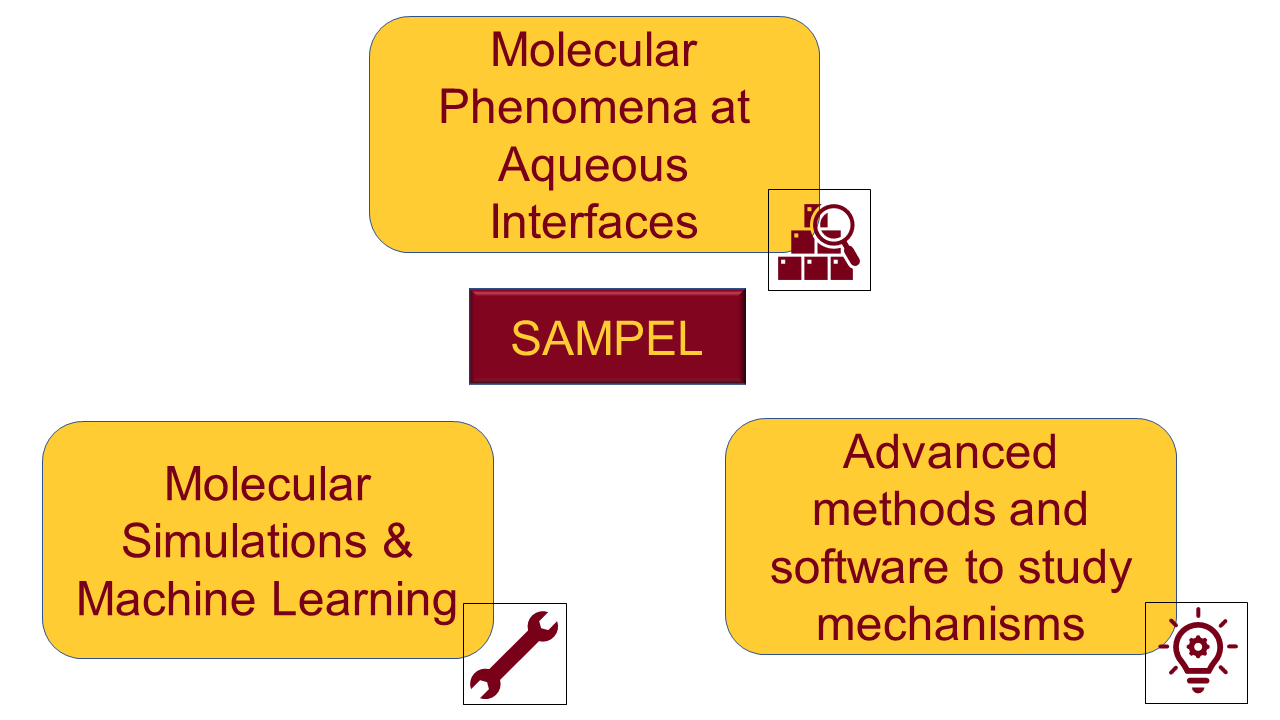 Molecular
Phenomena at
Aqueous
Interfaces
SAMPEL
Molecular
Simulations &
Machine Learning
Advanced
methods and
software to study
mechanisms